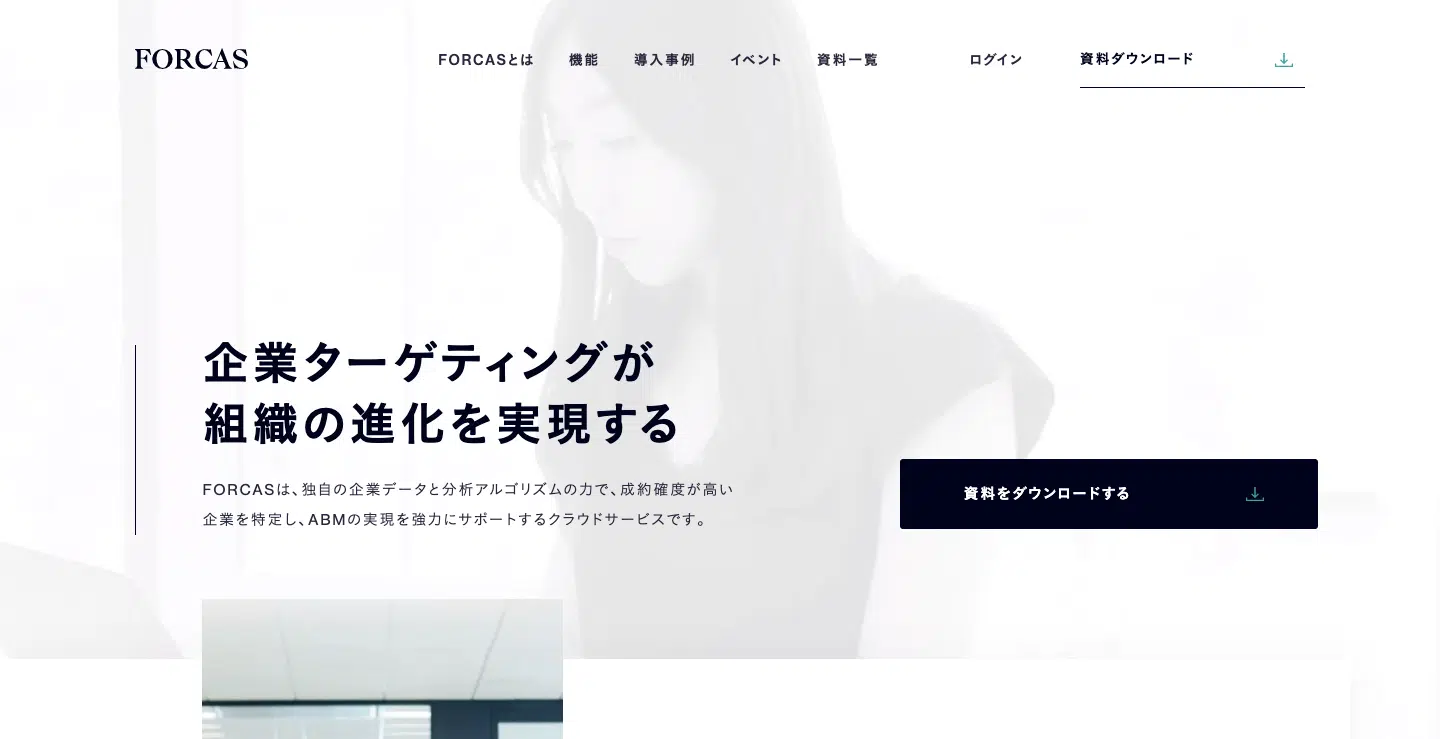 FORCAS
FORCASとは
機能
導入事例
イベント
資料一覧
ログイン
資料ダウンロード
企業ターゲティングが
組織の進化を実現する
FORCASは、独自の企業データと分析アルゴリズムの力で、成約確度が高い
企業を特定し、ABMの実現を強力にサポートするクラウドサービスです。
資料をダウンロードする